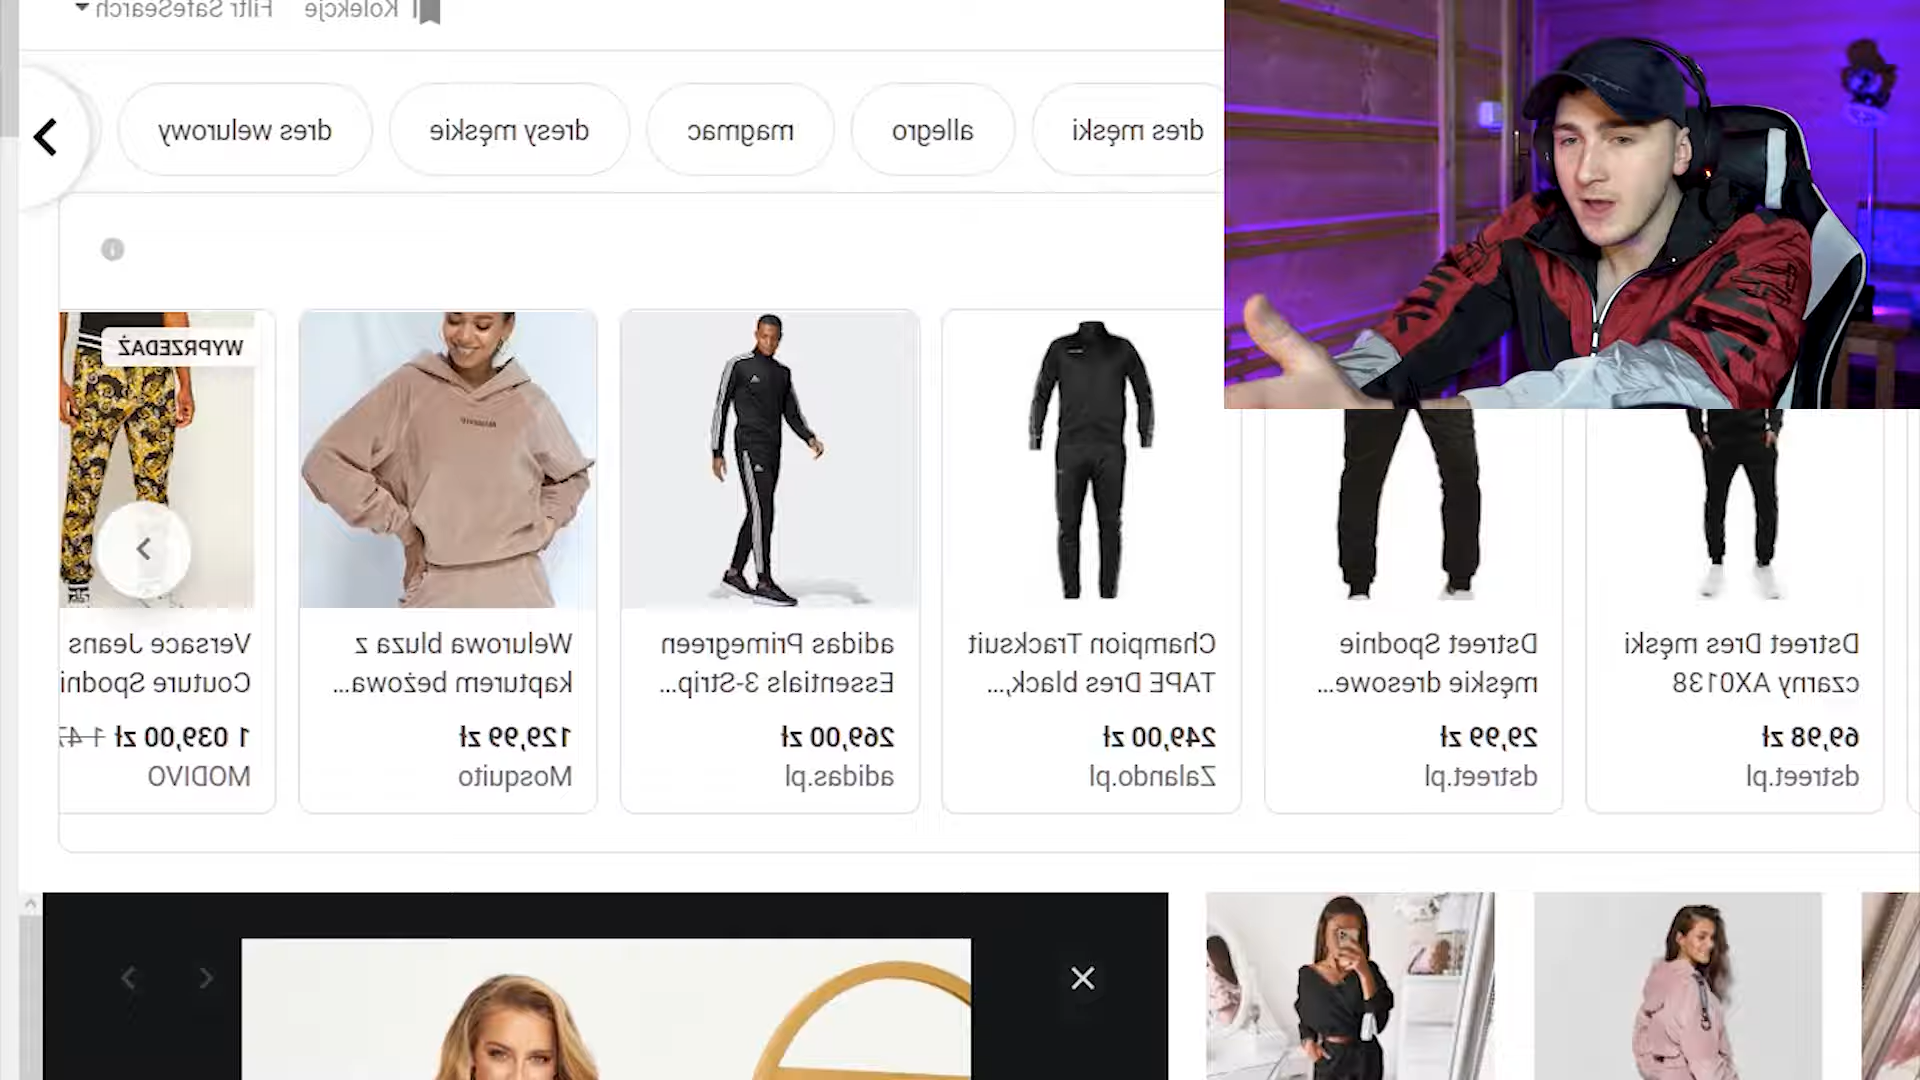 Kolekcje
Filtr SafeSearch
dres męski
allegro
magmac
dresy męskie
dres welurowy
Dstreet Dres męski
czarny AX0138
69,98 zł
dstreet.pl
Dstreet Spodnie
męskie dresowe...
29,99 zł
dstreet.pl
Champion Tracksuit
TAPE Dres black,...
249,00 zł
Zalando.pl
adidas Primegreen
Essentials 3-Strip...
269,00 zł
adidas.pl
Welurowa bluza z
kapturem beżowa...
129,99 zł
Mosquito
WYPRZEDAŻ
Versace Jeans
Couture Spodni
1 039,00 zł 1 47
MODIVO